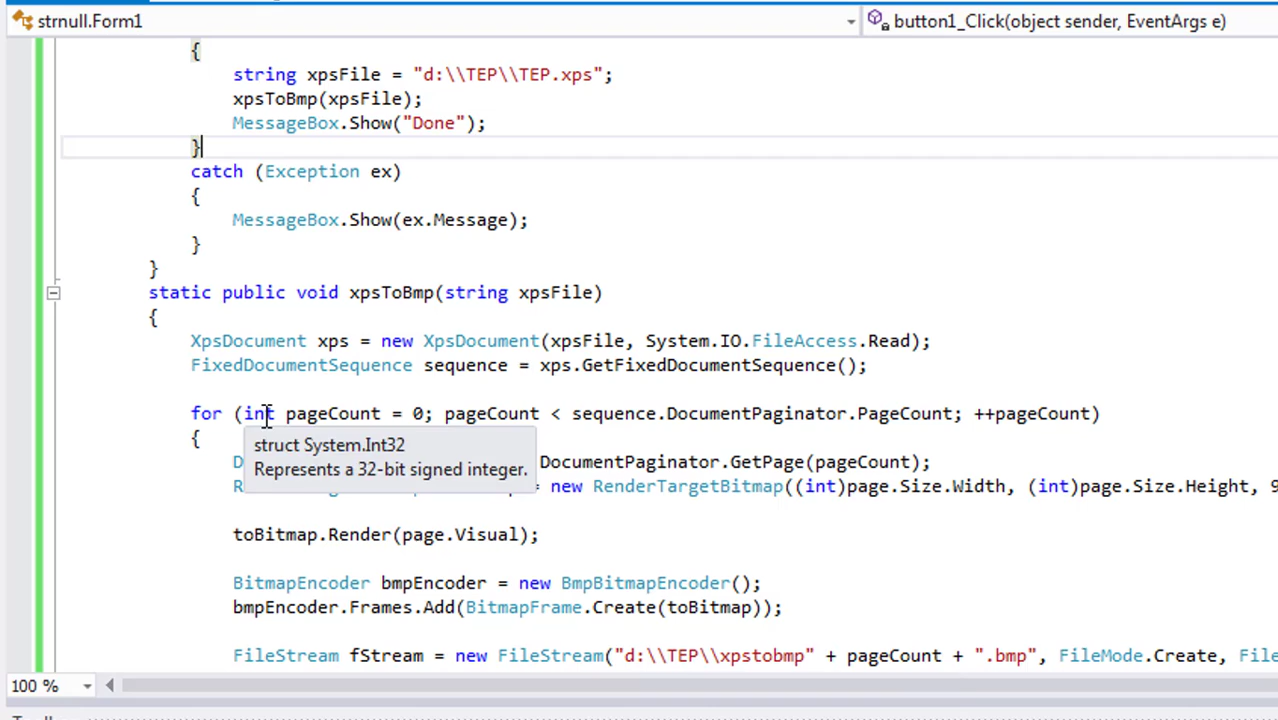 strnull.Form1 button1_Click(object sender, EventArgs e)
{
string xpsFile = "d:\\TEP\\TEP.xps";
xpsToBmp(xpsFile);
MessageBox.Show("Done");
}
catch (Exception ex)
{
MessageBox.Show(ex.Message);
}
}
static public void xpsToBmp(string xpsFile)
{
XpsDocument xps = new XpsDocument(xpsFile, System.IO.FileAccess.Read);
FixedDocumentSequence sequence = xps.GetFixedDocumentSequence();
for (int pageCount = 0; pageCount < sequence.DocumentPaginator.PageCount; ++pageCount)
{
struct System.Int32
Represents a 32-bit signed integer.
DocumentPaginator.GetPage(pageCount);
= new RenderTargetBitmap((int)page.Size.Width, (int)page.Size.Height, 9
toBitmap.Render(page.Visual);
BitmapEncoder bmpEncoder = new BmpBitmapEncoder();
bmpEncoder.Frames.Add(BitmapFrame.Create(toBitmap));
FileStream fStream = new FileStream("d:\\TEP\\xpstobmp" + pageCount + ".bmp", FileMode.Create, File
100 %